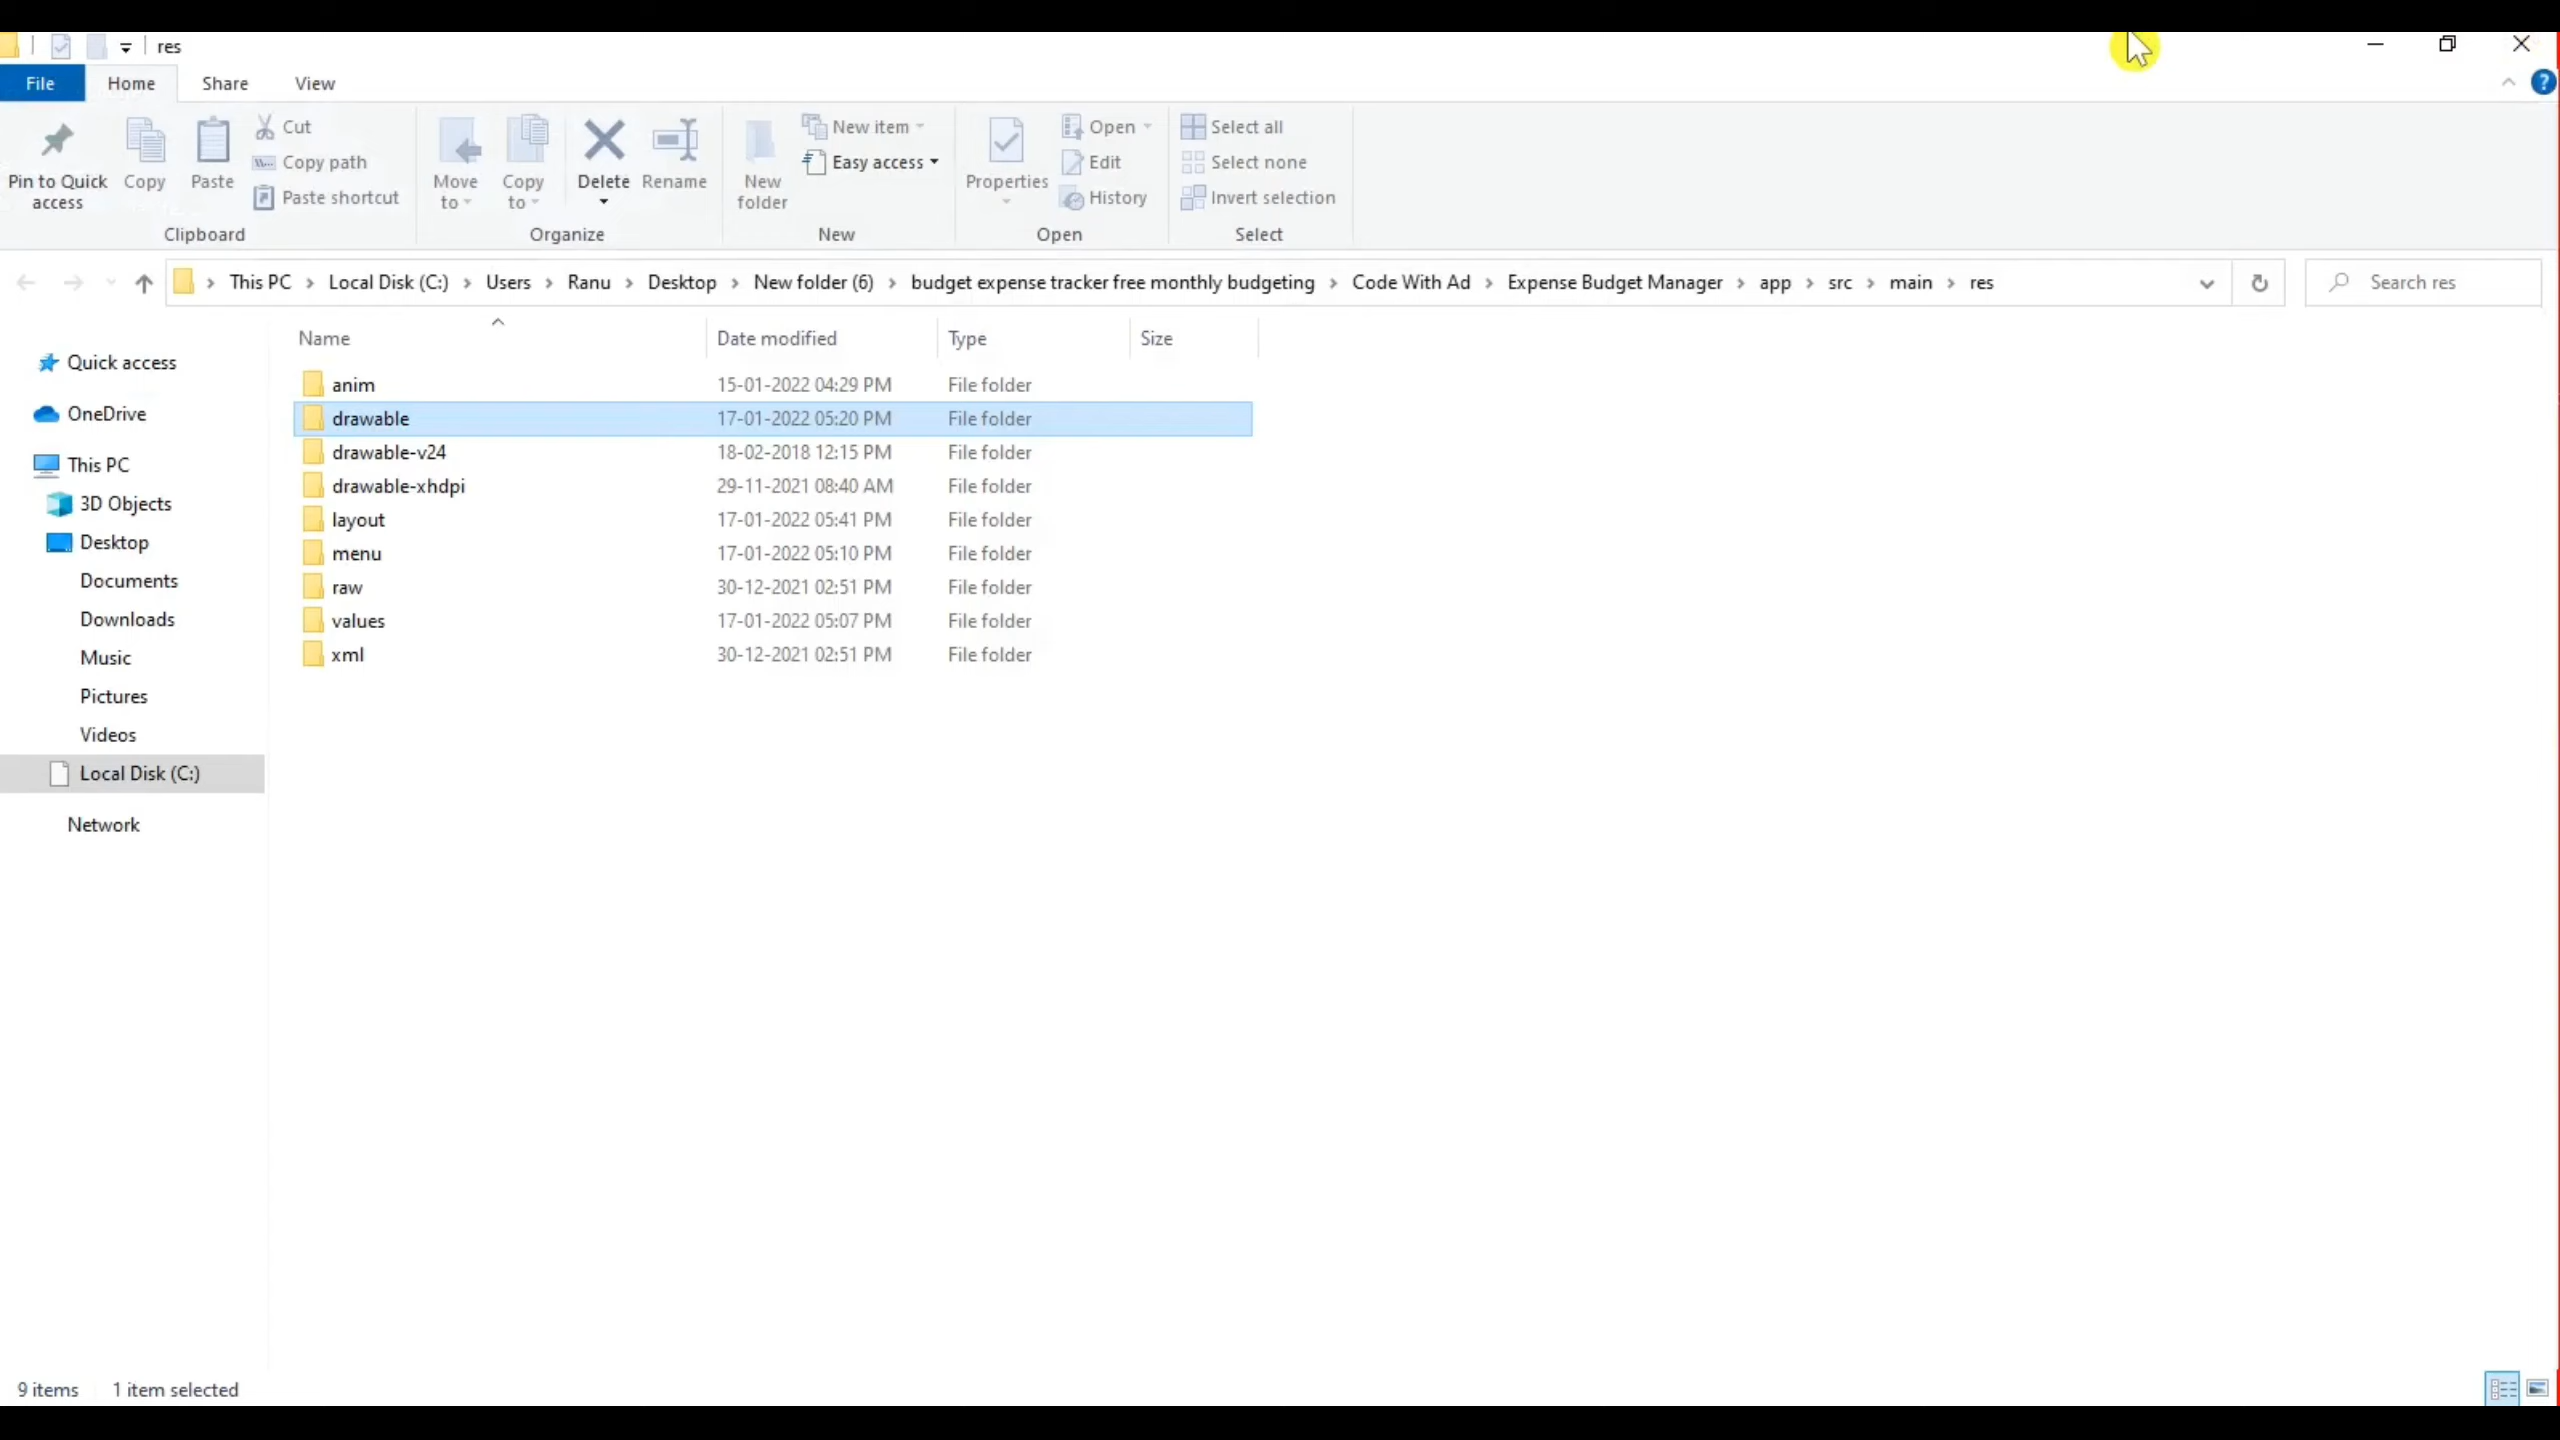 res
File Home Share View
Pin to Quick access
Copy
Paste
Cut
Copy path
Paste shortcut
Clipboard
Move to
Copy to
Delete
Rename
Organize
New folder
New item
Easy access
New
Properties
Open
Edit
History
Open
Select all
Select none
Invert selection
Select
This PC › Local Disk (C:) › Users › Ranu › Desktop › New folder (6) › budget expense tracker free monthly budgeting › Code With Ad › Expense Budget Manager › app › src › main › res
Search res
Quick access
OneDrive
This PC
3D Objects
Desktop
Documents
Downloads
Music
Pictures
Videos
Local Disk (C:)
Network
Name Date modified Type Size
anim 15-01-2022 04:29 PM File folder
drawable 17-01-2022 05:20 PM File folder
drawable-v24 18-02-2018 12:15 PM File folder
drawable-xhdpi 29-11-2021 08:40 AM File folder
layout 17-01-2022 05:41 PM File folder
menu 17-01-2022 05:10 PM File folder
raw 30-12-2021 02:51 PM File folder
values 17-01-2022 05:07 PM File folder
xml 30-12-2021 02:51 PM File folder
9 items 1 item selected